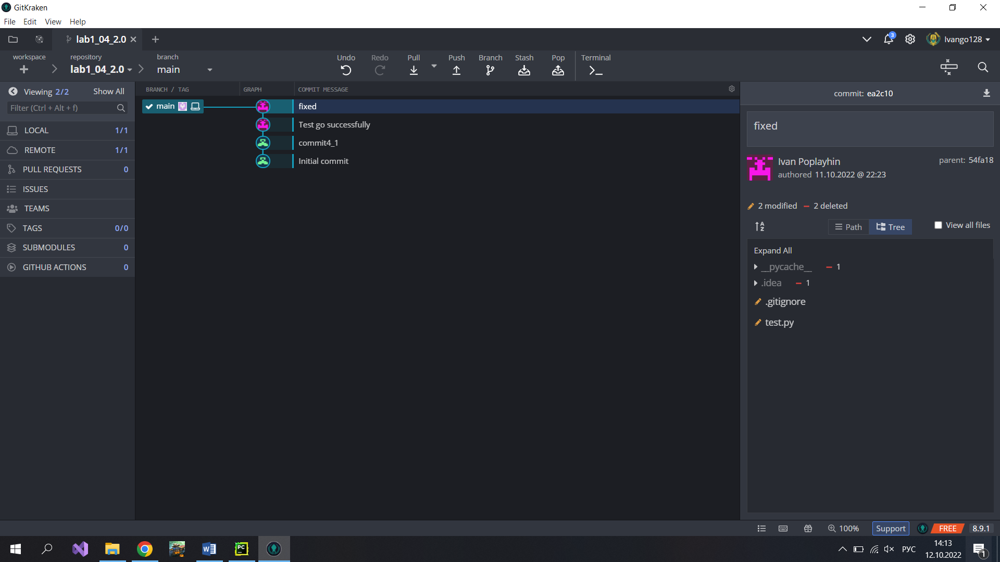 GitKraken
File Edit View Help
lab1_04_2.0
3
Ivango128
workspace
repository
branch
lab1_04_2.0
main
Undo
Redo
Pull
Push
Branch
Stash
Pop
Terminal
Viewing 2/2
Show All
Filter (Ctrl + Alt + f)
LOCAL 1/1
REMOTE 1/1
PULL REQUESTS 0
ISSUES
TEAMS
TAGS 0/0
SUBMODULES 0
GITHUB ACTIONS 0
BRANCH / TAG
GRAPH
COMMIT MESSAGE
main
fixed
Test go successfully
commit4_1
Initial commit
commit: ea2c10
fixed
Ivan Poplayhin
parent: 54fa18
authored 11.10.2022 @ 22:23
2 modified
2 deleted
A
Z
Path
Tree
View all files
Expand All
__pycache__ 1
.idea 1
.gitignore
test.py
100%
Support
FREE
8.9.1
PC
РУС
14:13
12.10.2022
1